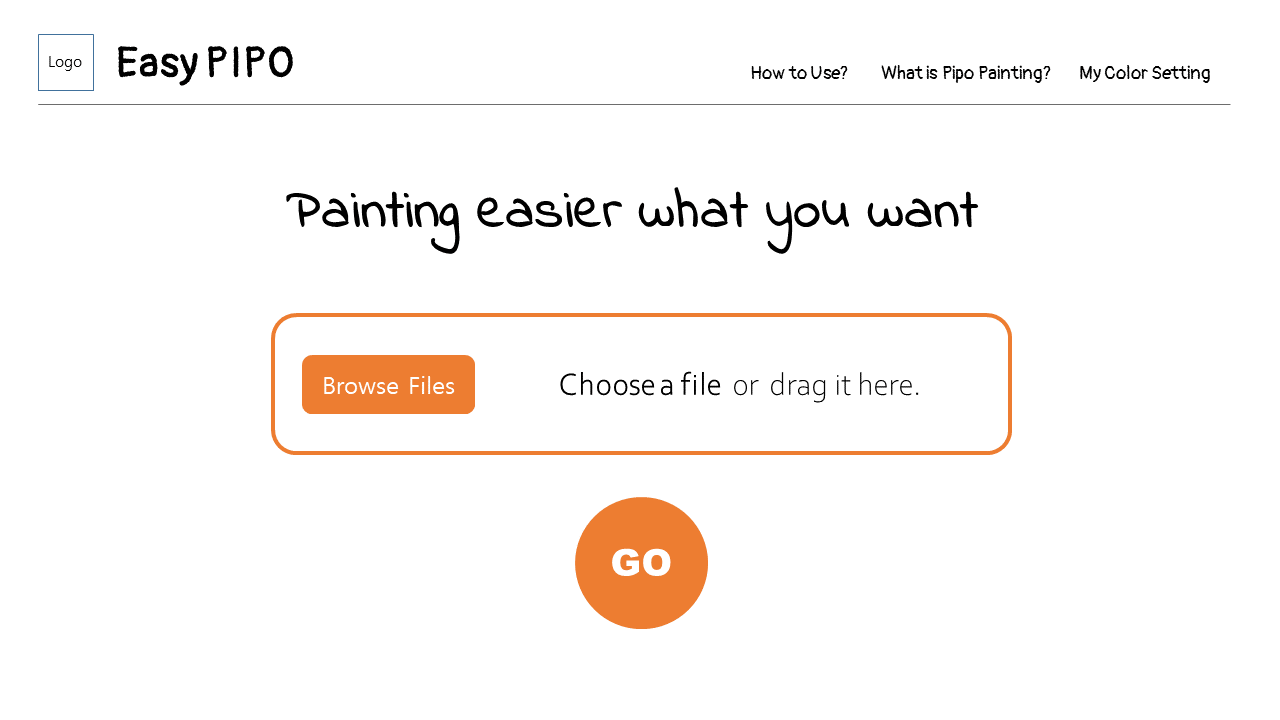 Logo
Easy PIPO
How to Use?
What is Pipo Painting?
My Color Setting
Painting easier what you want
Browse Files
Choose a file or drag it here.
GO